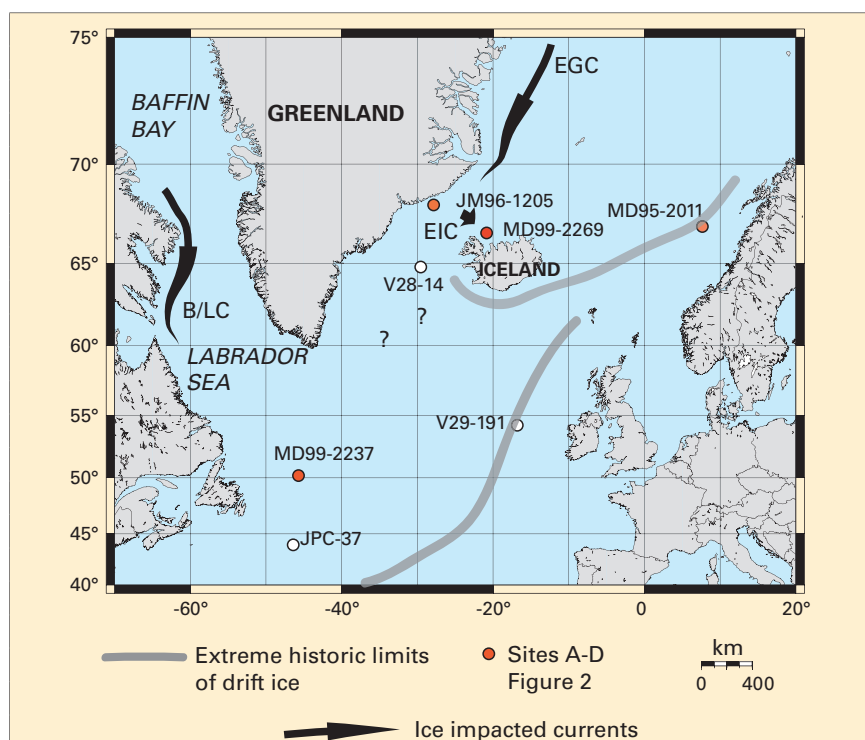 75°
70°
65°
60°
55°
50°
45°
40°
BAFFIN
BAY
GREENLAND
EGC
JM96-1205
MD95-2011
EIC
MD99-2269
ICELAND
V28-14
B/LC
?
?
LABRADOR
SEA
V29-191
MD99-2237
JPC-37
-60°
-40°
-20°
0
20°
Extreme historic limits
of drift ice
Sites A-D
Figure 2
km
0 400
Ice impacted currents